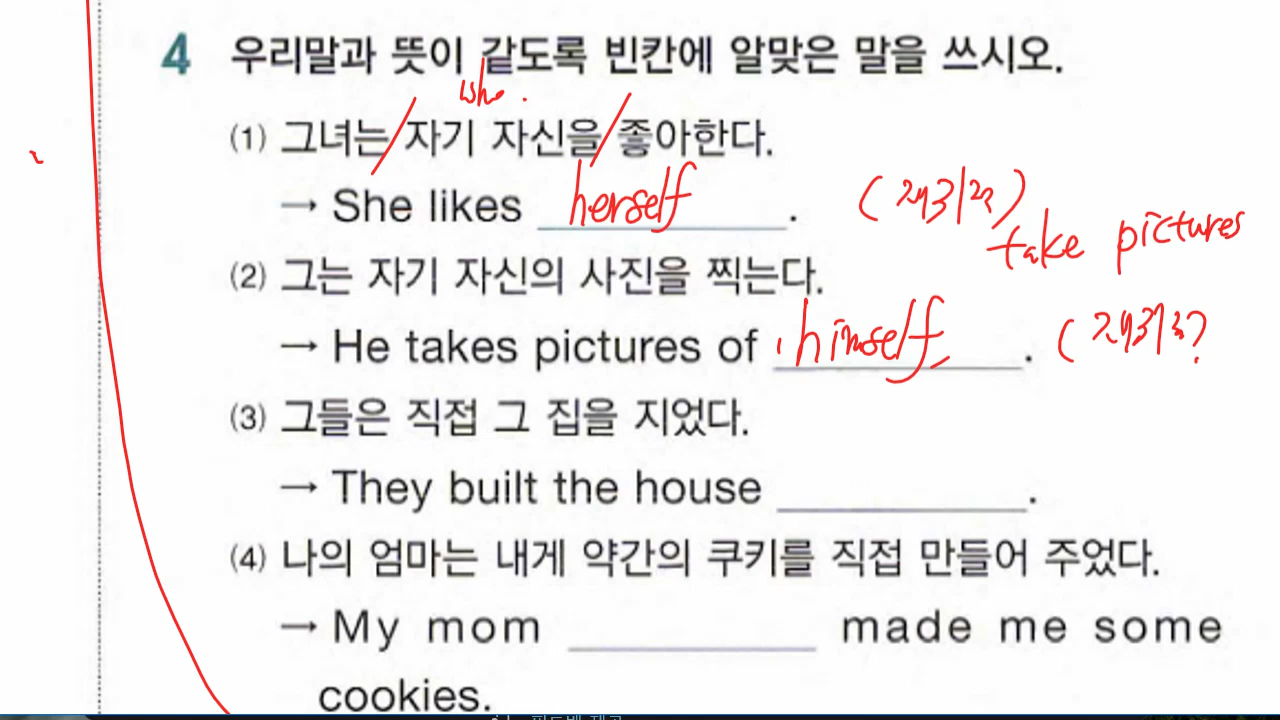 4 우리말과 뜻이 같도록 빈칸에 알맞은 말을 쓰시오.
who.
(1) 그녀는 / 자기 자신을 / 좋아한다.
→ She likes herself. (재귀
take pictures
(2) 그는 자기 자신의 사진을 찍는다.
→ He takes pictures of himself. (재귀
(3) 그들은 직접 그 집을 지었다.
→ They built the house ________.
(4) 나의 엄마는 내게 약간의 쿠키를 직접 만들어 주었다.
→ My mom ________ made me some
cookies.